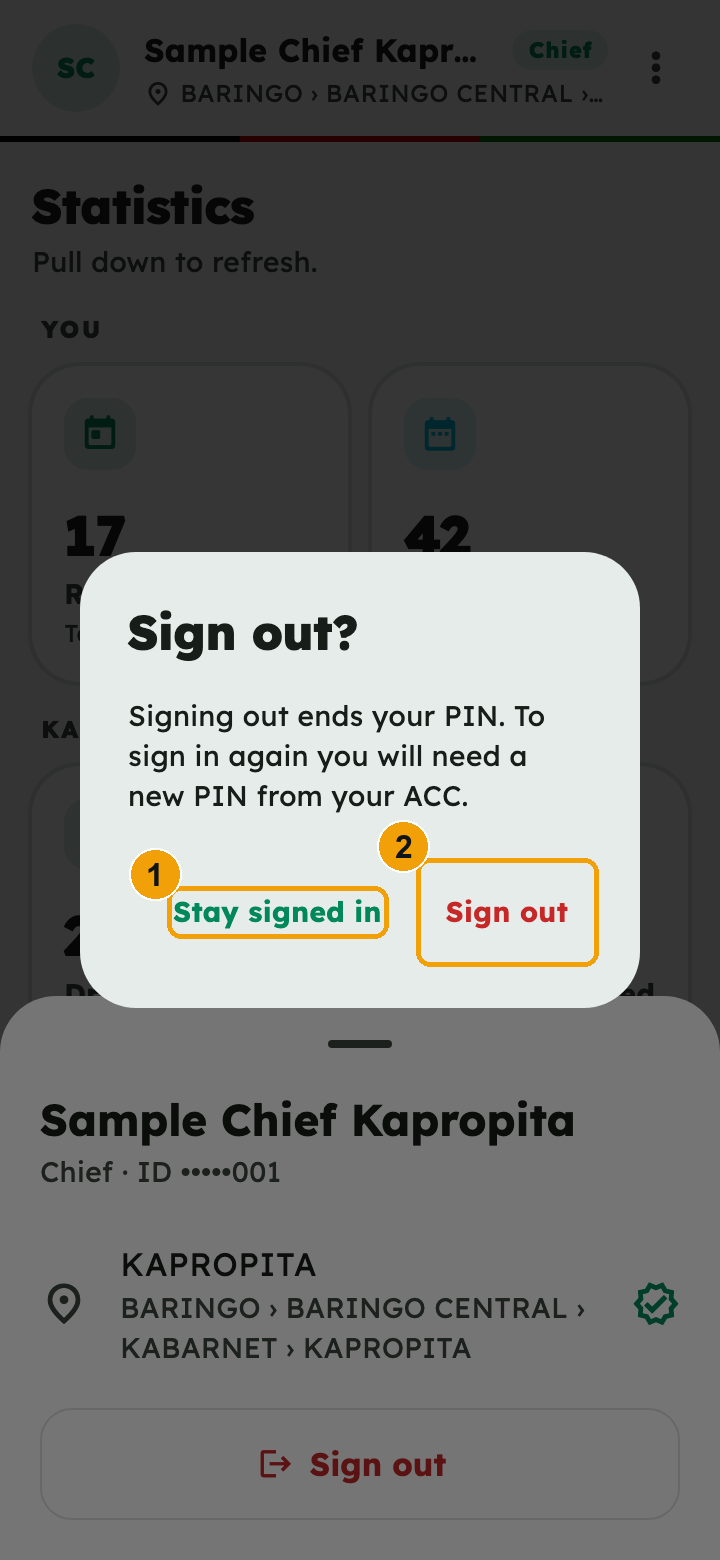 SC
Sample Chief Kapr...
Chief
BARINGO › BARINGO CENTRAL ›...
Statistics
Pull down to refresh.
YOU
17
42
Sign out?
Signing out ends your PIN. To
sign in again you will need a
new PIN from your ACC.
1
2
Stay signed in
Sign out
Sample Chief Kapropita
Chief · ID •••••001
KAPROPITA
BARINGO › BARINGO CENTRAL ›
KABARNET › KAPROPITA
Sign out